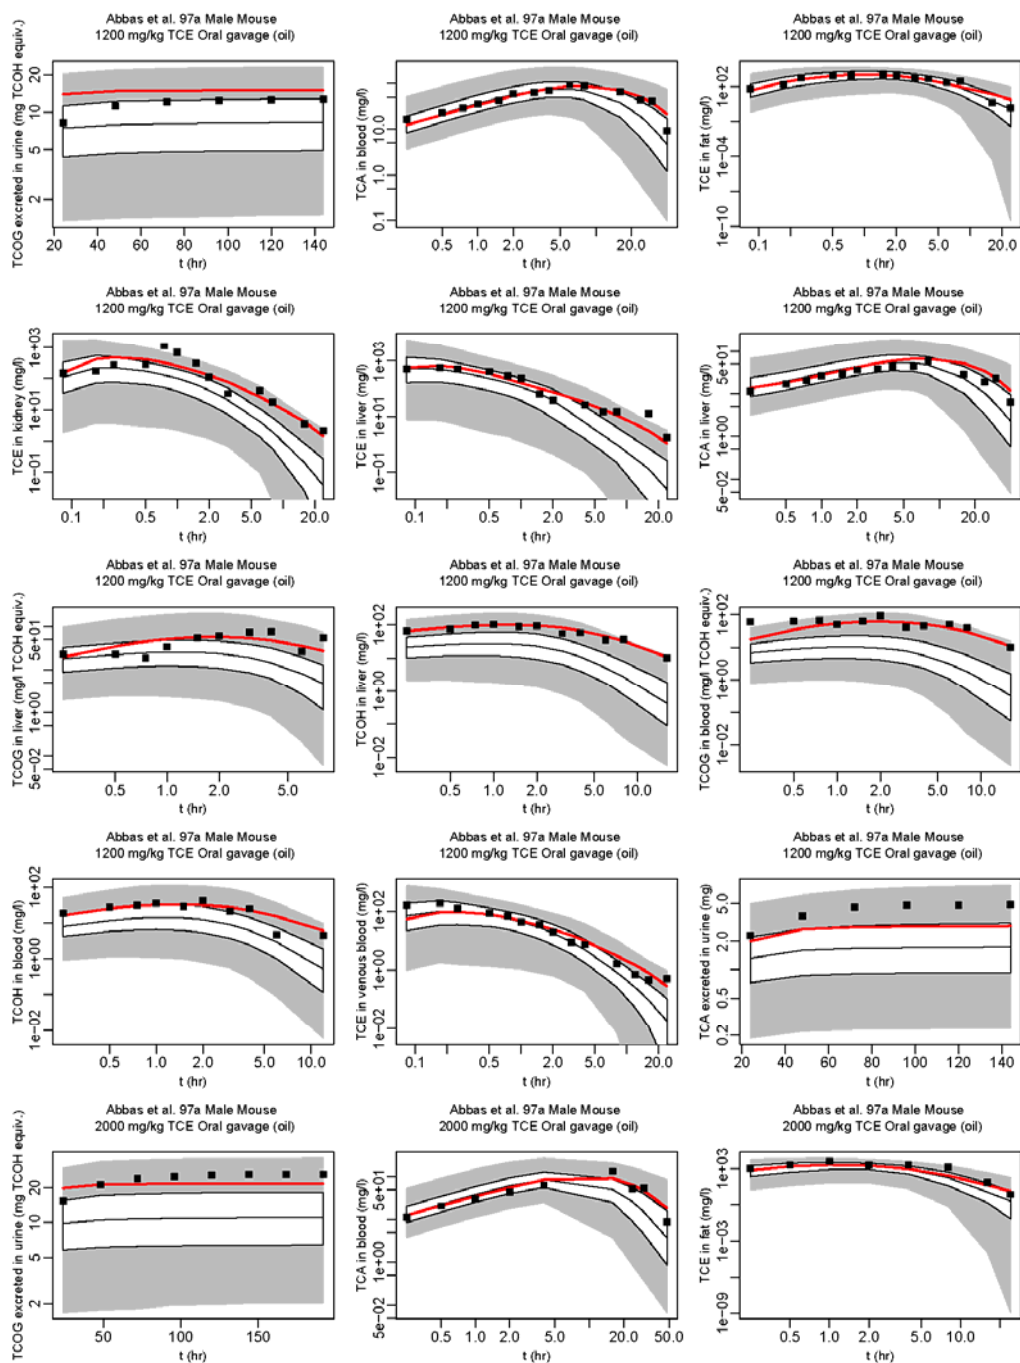 Abbas et al. 97a Male Mouse
1200 mg/kg TCE Oral gavage (oil)
TCOG excreted in urine (mg TCOH equiv.)
20
10
5
2
20 40 60 80 100 120 140
t (hr)
Abbas et al. 97a Male Mouse
1200 mg/kg TCE Oral gavage (oil)
TCA in blood (mg/l)
10.0
1.0
0.1
0.5 1.0 2.0 5.0 20.0
t (hr)
Abbas et al. 97a Male Mouse
1200 mg/kg TCE Oral gavage (oil)
TCE in fat (mg/l)
1e+02
1e-04
1e-10
0.1 0.5 2.0 5.0 20.0
t (hr)
Abbas et al. 97a Male Mouse
1200 mg/kg TCE Oral gavage (oil)
TCE in kidney (mg/l)
1e+03
1e+01
1e-01
0.1 0.5 2.0 5.0 20.0
t (hr)
Abbas et al. 97a Male Mouse
1200 mg/kg TCE Oral gavage (oil)
TCE in liver (mg/l)
1e+03
1e+01
1e-01
0.1 0.5 2.0 5.0 20.0
t (hr)
Abbas et al. 97a Male Mouse
1200 mg/kg TCE Oral gavage (oil)
TCA in liver (mg/l)
5e+01
1e+00
5e-02
0.5 1.0 2.0 5.0 20.0
t (hr)
Abbas et al. 97a Male Mouse
1200 mg/kg TCE Oral gavage (oil)
TCOG in liver (mg/l TCOH equiv.)
5e+01
1e+00
5e-02
0.5 1.0 2.0 5.0
t (hr)
Abbas et al. 97a Male Mouse
1200 mg/kg TCE Oral gavage (oil)
TCOH in liver (mg/l)
1e+02
1e+00
1e-02
0.5 1.0 2.0 5.0 10.0
t (hr)
Abbas et al. 97a Male Mouse
1200 mg/kg TCE Oral gavage (oil)
TCOG in blood (mg/l TCOH equiv.)
1e+02
1e+00
1e-02
0.5 1.0 2.0 5.0 10.0
t (hr)
Abbas et al. 97a Male Mouse
1200 mg/kg TCE Oral gavage (oil)
TCOH in blood (mg/l)
1e+02
1e+00
1e-02
0.5 1.0 2.0 5.0 10.0
t (hr)
Abbas et al. 97a Male Mouse
1200 mg/kg TCE Oral gavage (oil)
TCE in venous blood (mg/l)
1e+02
1e+00
1e-02
0.1 0.5 2.0 5.0 20.0
t (hr)
Abbas et al. 97a Male Mouse
1200 mg/kg TCE Oral gavage (oil)
TCA excreted in urine (mg)
5.0
2.0
0.5
0.2
20 40 60 80 100 120 140
t (hr)
Abbas et al. 97a Male Mouse
2000 mg/kg TCE Oral gavage (oil)
TCOG excreted in urine (mg TCOH equiv.)
20
10
5
2
50 100 150
t (hr)
Abbas et al. 97a Male Mouse
2000 mg/kg TCE Oral gavage (oil)
TCA in blood (mg/l)
5e+01
1e+00
5e-02
0.5 2.0 5.0 20.0 50.0
t (hr)
Abbas et al. 97a Male Mouse
2000 mg/kg TCE Oral gavage (oil)
TCE in fat (mg/l)
1e+03
1e-03
1e-09
0.5 1.0 2.0 5.0 10.0
t (hr)